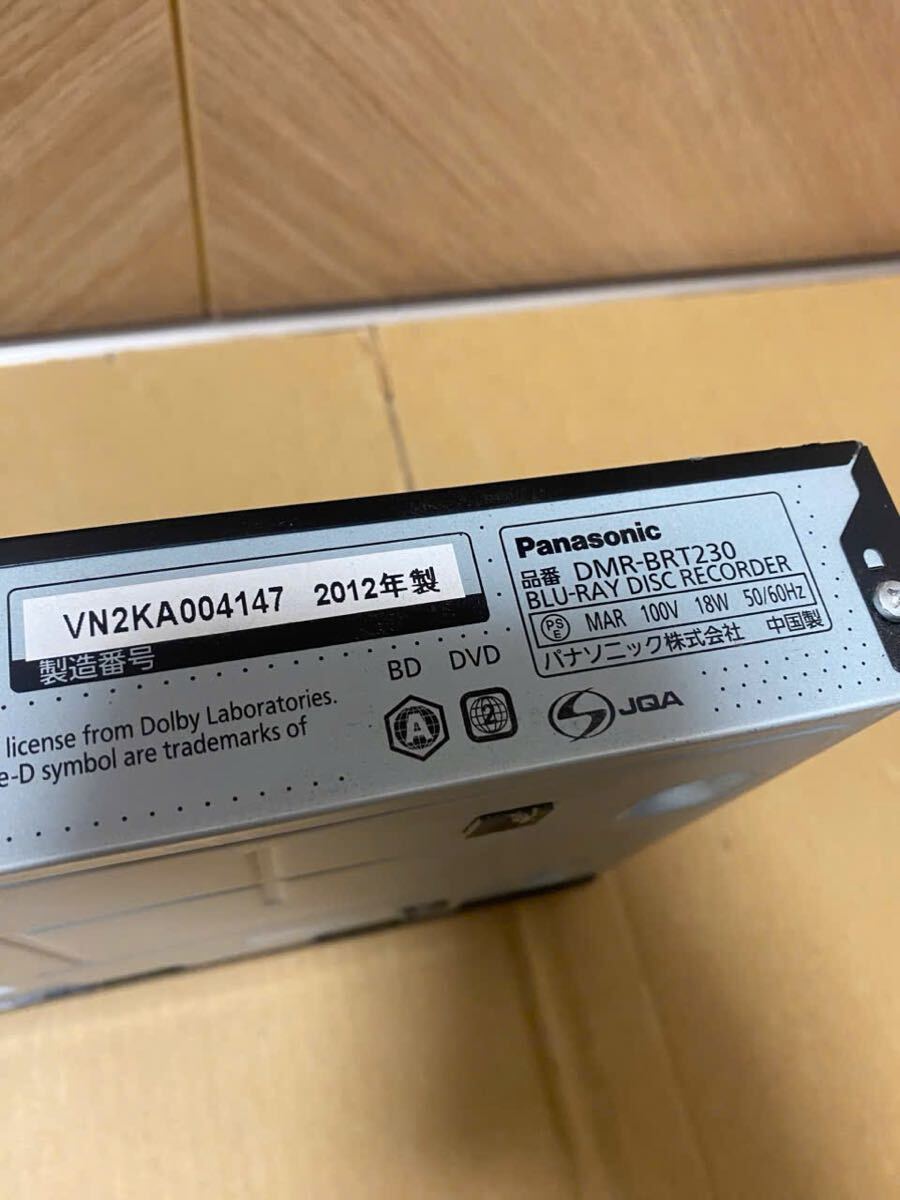 VN2KA004147 2012年製
製造番号
license from Dolby Laboratories.
e-D symbol are trademarks of
BD DVD
A 2
Panasonic
品番 DMR-BRT230
BLU-RAY DISC RECORDER
PS E MAR 100V 18W 50/60Hz
パナソニック株式会社 中国製
JQA